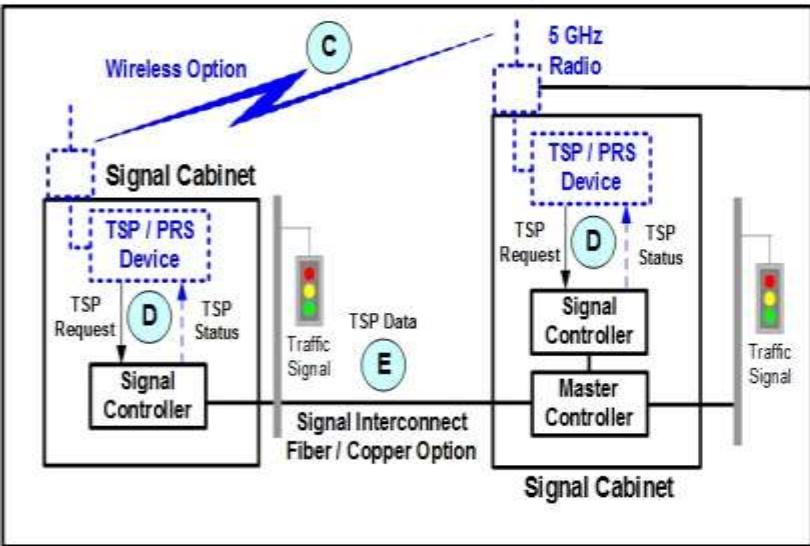 C
Wireless Option
5 GHz
Radio
Signal Cabinet
TSP / PRS
Device
TSP
Request
D
TSP
Status
Signal
Controller
Traffic
Signal
TSP Data
E
Signal Interconnect
Fiber / Copper Option
TSP / PRS
Device
TSP
Request
D
TSP
Status
Signal
Controller
Master
Controller
Traffic
Signal
Signal Cabinet